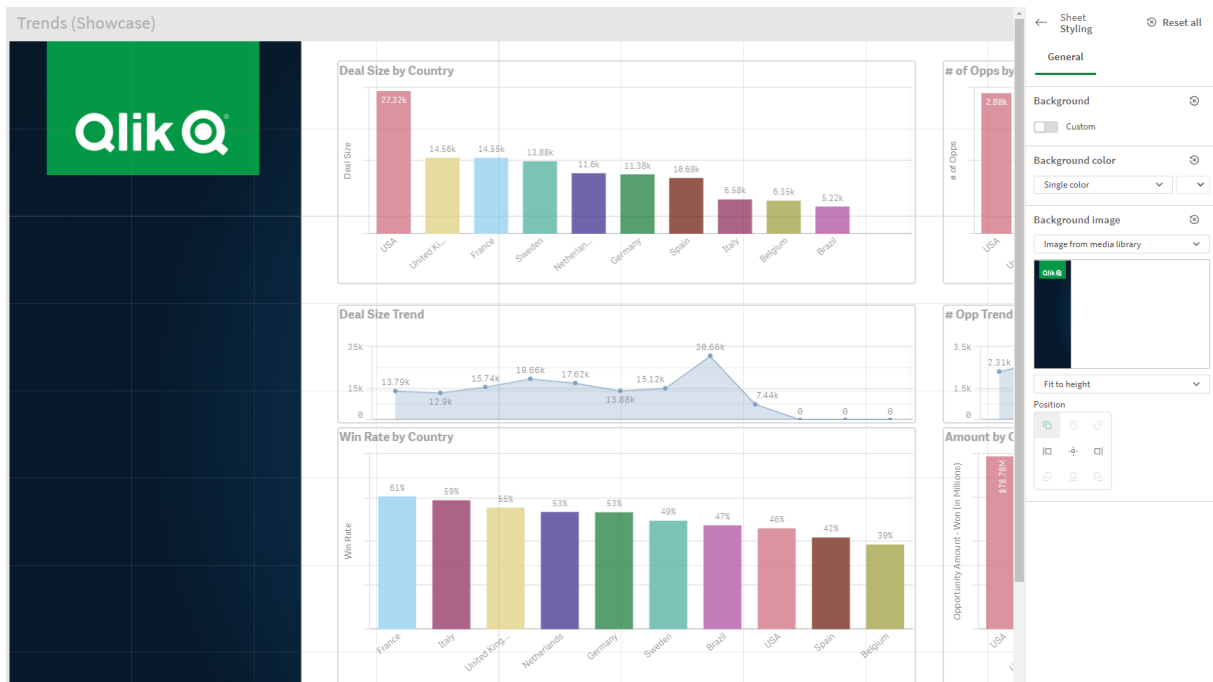 Trends (Showcase)
Qlik
Deal Size by Country
Deal Size
27.32k
14.56k
14.55k
13.88k
11.6k
11.38k
10.69k
6.58k
6.35k
5.22k
USA
United Ki...
France
Sweden
Netherlan...
Germany
Spain
Italy
Belgium
Brazil
# of Opps by
# of Opps
2.88k
USA
Deal Size Trend
35k
15k
0
13.79k
12.9k
15.74k
19.66k
17.62k
13.88k
15.12k
30.66k
7.44k
0
0
0
# Opp Trend
3.5k
1.5k
0
2.31k
Win Rate by Country
Win Rate
61%
59%
55%
53%
53%
49%
47%
46%
42%
39%
France
Italy
United King...
Netherlands
Germany
Sweden
Brazil
USA
Spain
Belgium
Amount by C
Opportunity Amount - Won (in Millions)
$78.78M
USA
Sheet
Styling
Reset all
General
Background
Custom
Background color
Single color
Background image
Image from media library
Qlik
Fit to height
Position